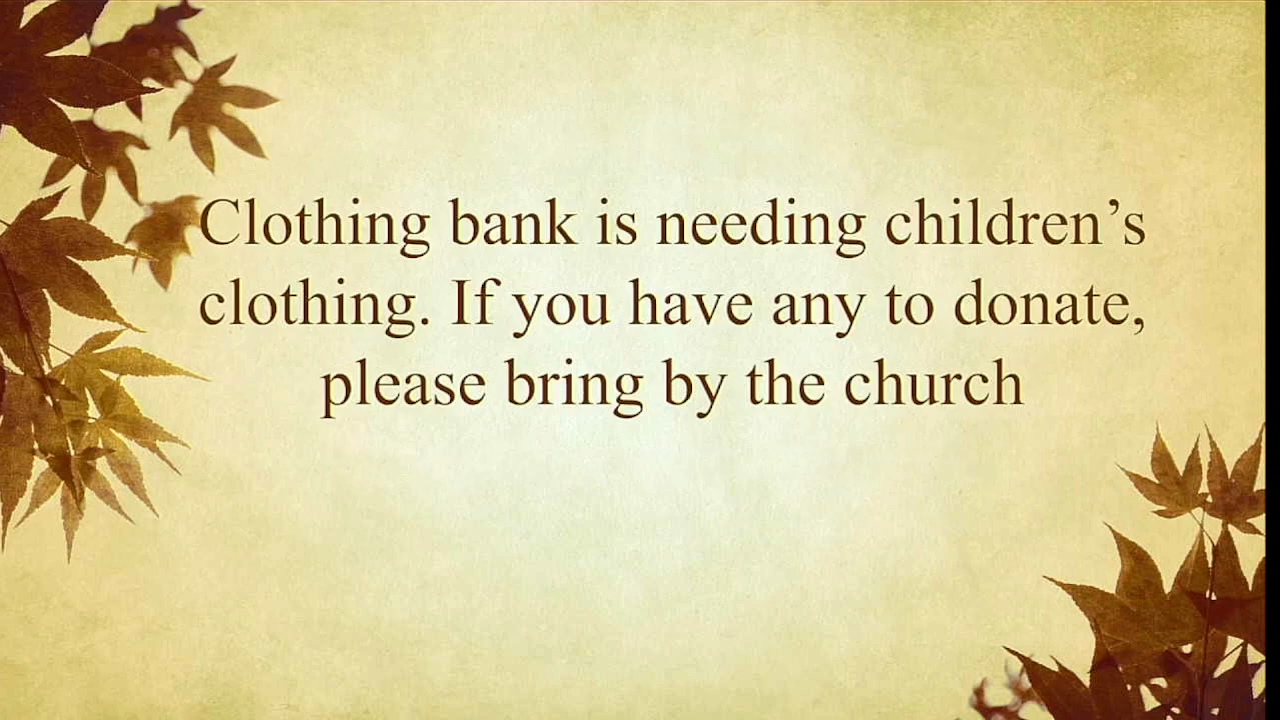 Clothing bank is needing children’s
clothing. If you have any to donate,
please bring by the church